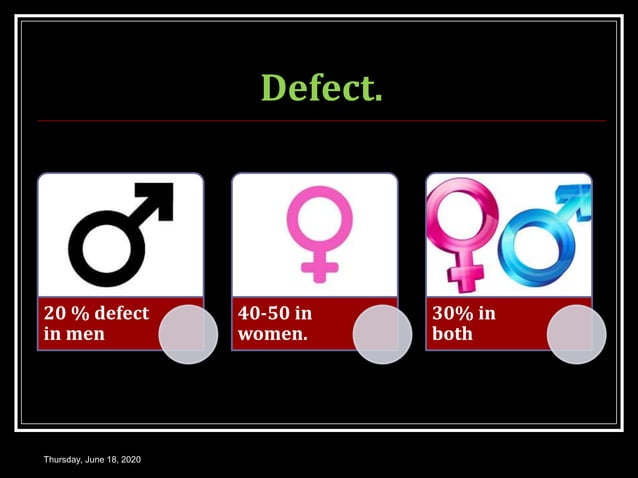 Defect.
20 % defect
in men
40-50 in
women.
30% in
both
Thursday, June 18, 2020